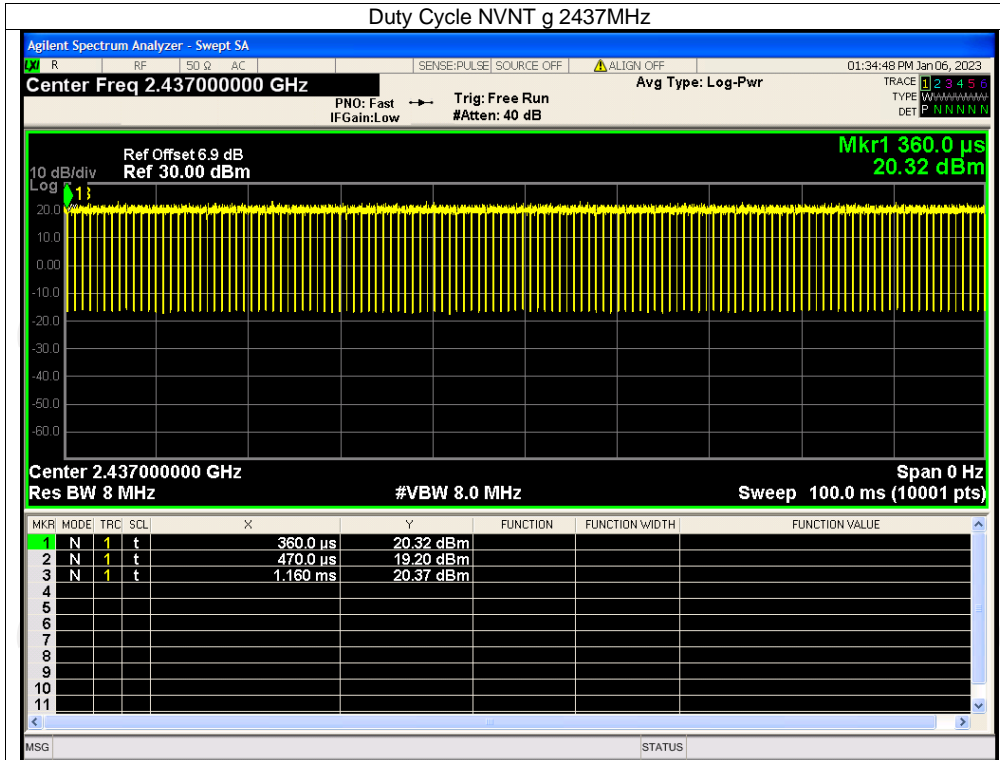 Duty Cycle NVNT g 2437MHz
Agilent Spectrum Analyzer - Swept SA
LXI R RF 50 Ω AC SENSE:PULSE SOURCE OFF ALIGN OFF 01:34:48 PM Jan 06, 2023
Center Freq 2.437000000 GHz
PNO: Fast
IFGain:Low
Trig: Free Run
#Atten: 40 dB
Avg Type: Log-Pwr
TRACE 1 2 3 4 5 6
TYPE WWWWWW
DET P N N N N N
Mkr1 360.0 µs
20.32 dBm
Ref Offset 6.9 dB
10 dB/div Ref 30.00 dBm
Log
1 3
20.0
10.0
0.00
-10.0
-20.0
-30.0
-40.0
-50.0
-60.0
Center 2.437000000 GHz Span 0 Hz
Res BW 8 MHz #VBW 8.0 MHz Sweep 100.0 ms (10001 pts)
MKR MODE TRC SCL X Y FUNCTION FUNCTION WIDTH FUNCTION VALUE
1 N 1 t 360.0 µs 20.32 dBm
2 N 1 t 470.0 µs 19.20 dBm
3 N 1 t 1.160 ms 20.37 dBm
4
5
6
7
8
9
10
11
MSG STATUS